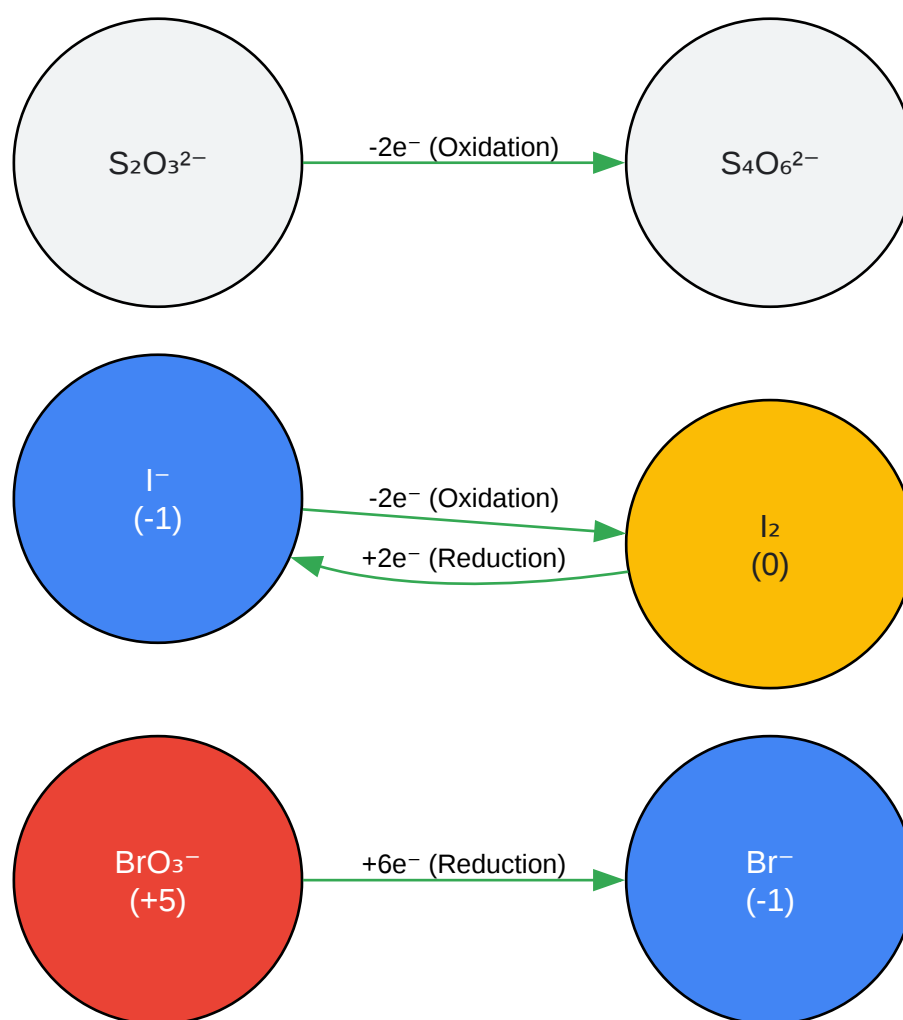 S₂O₃²⁻
-2e⁻ (Oxidation)
S₄O₆²⁻
I⁻
(-1)
-2e⁻ (Oxidation)
+2e⁻ (Reduction)
I₂
(0)
BrO₃⁻
(+5)
+6e⁻ (Reduction)
Br⁻
(-1)